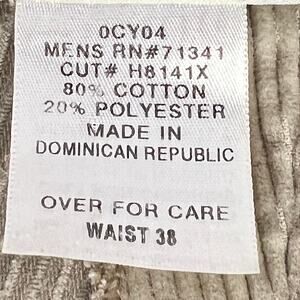 0CY04
MENS RN#71341
CUT# H8141X
80% COTTON
20% POLYESTER
MADE IN
DOMINICAN REPUBLIC
OVER FOR CARE
WAIST 38